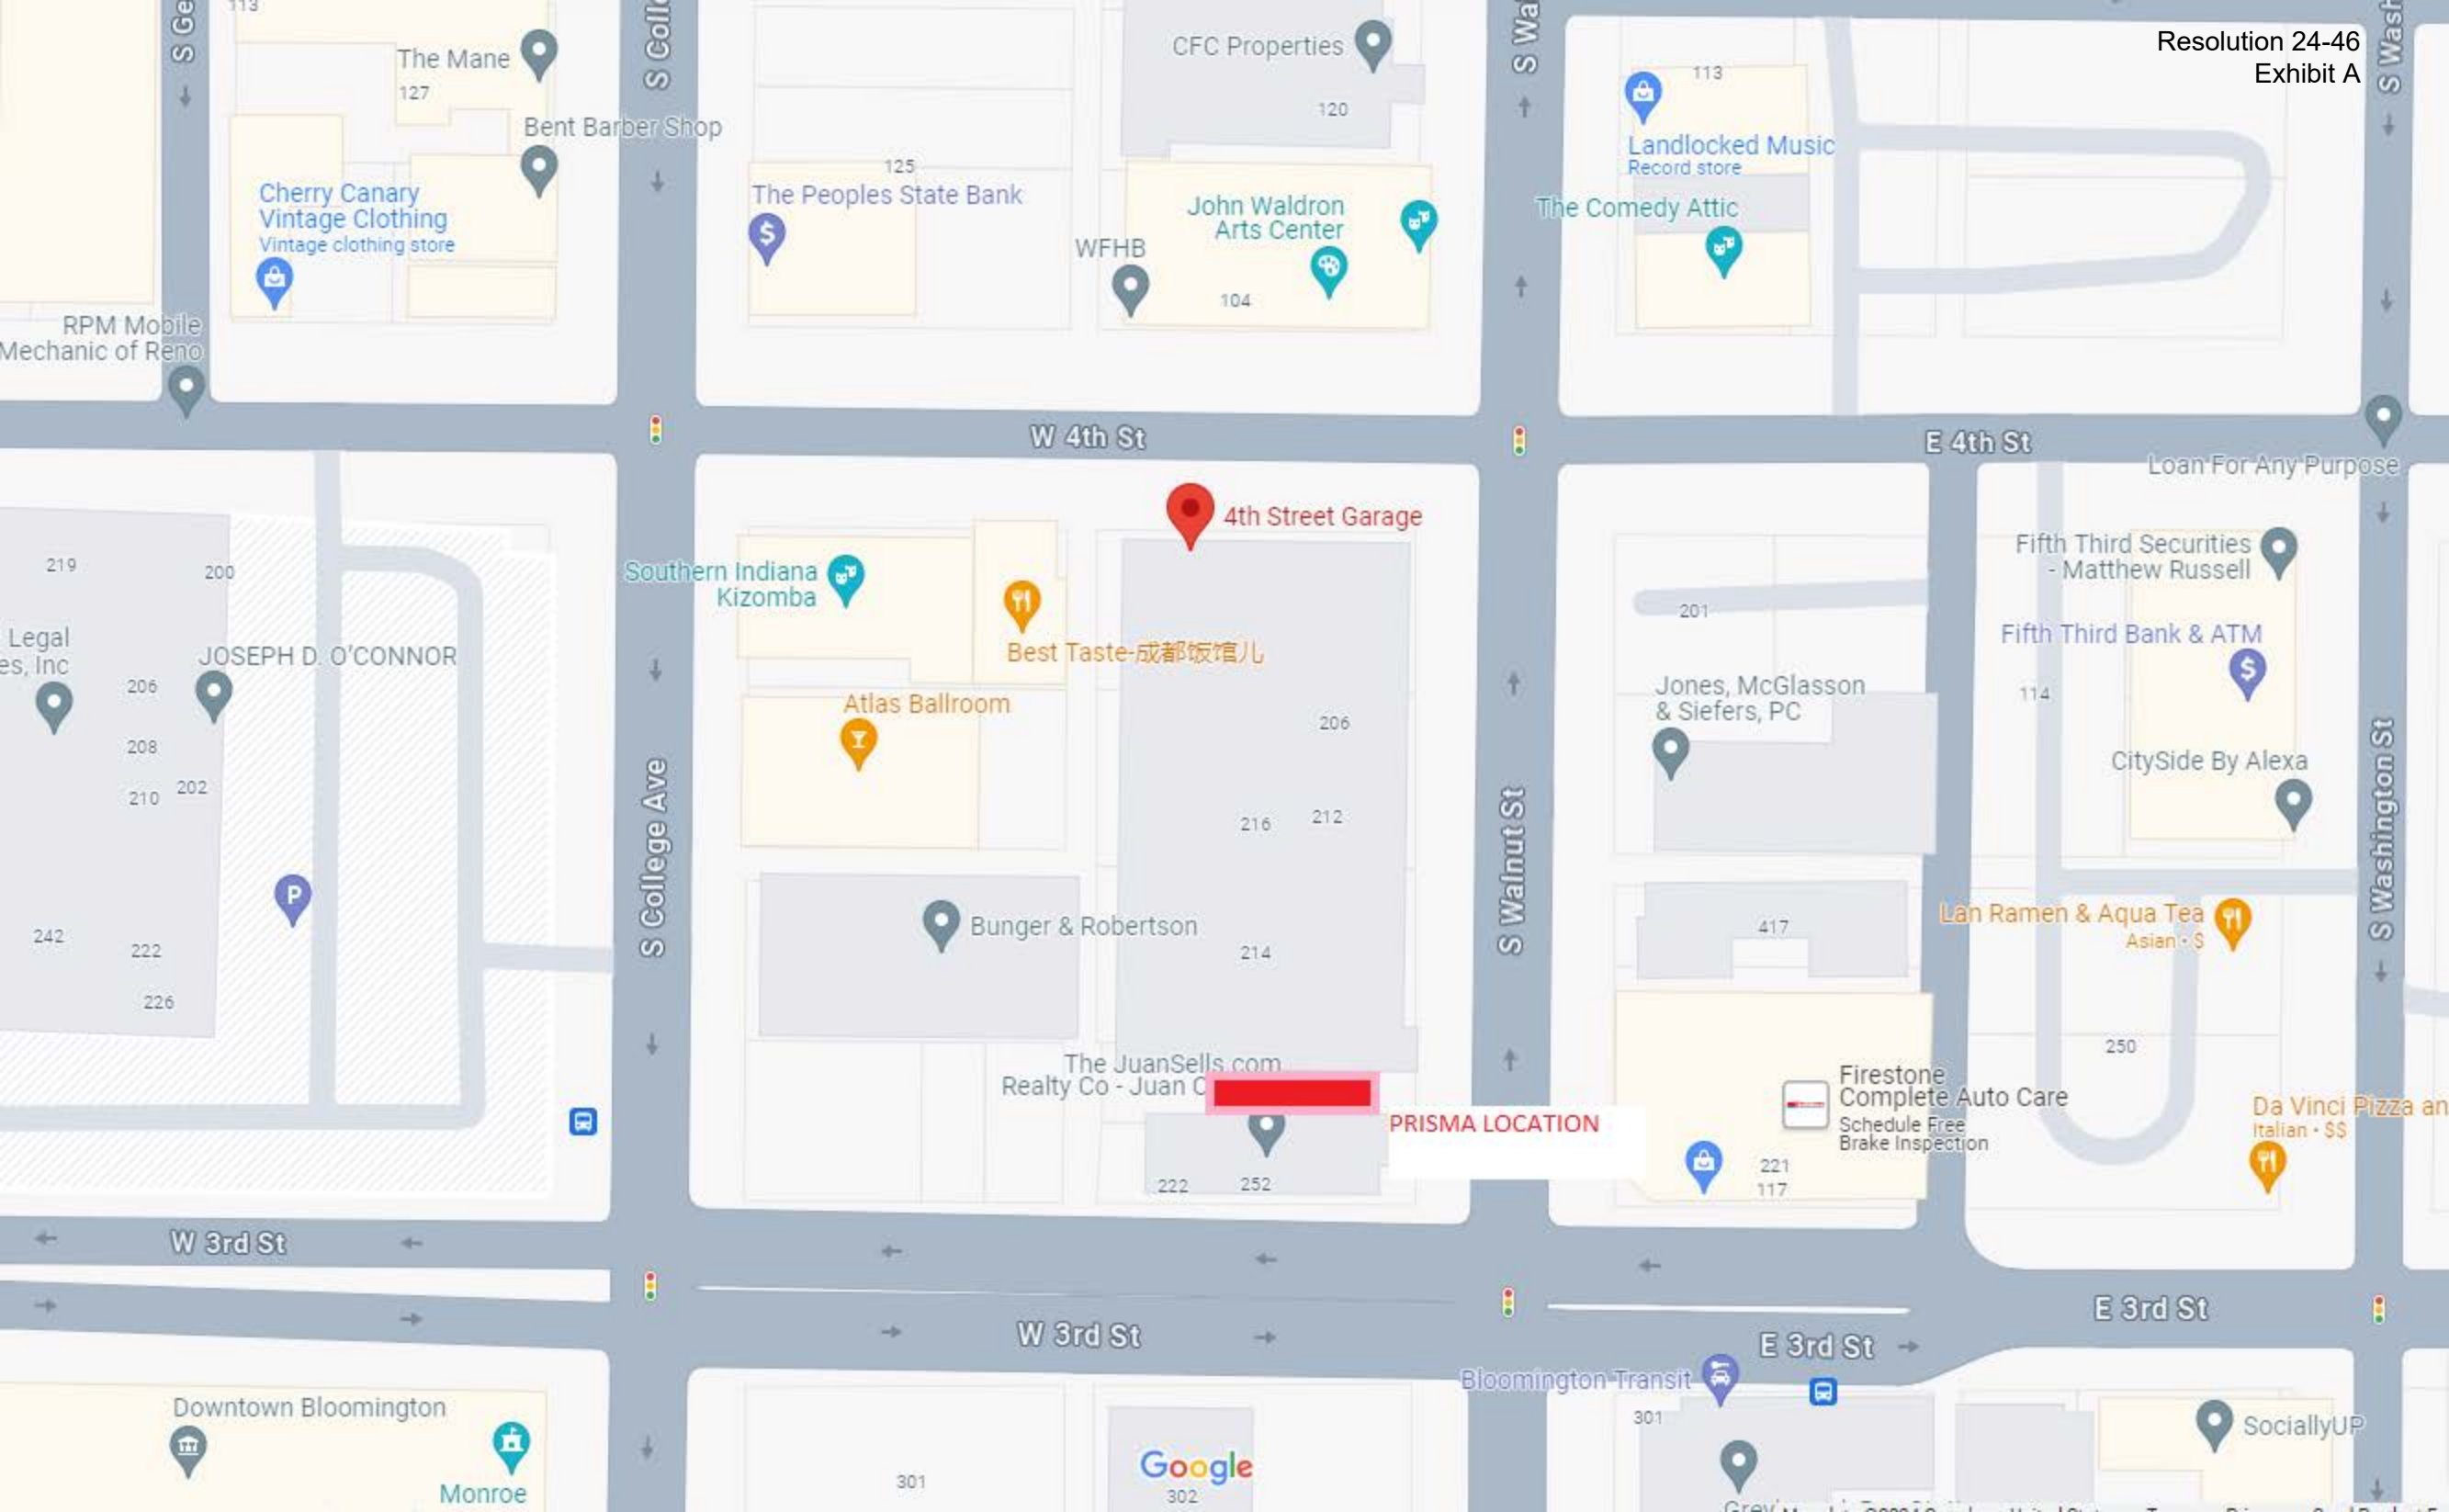 Resolution 24-46
Exhibit A
113
S Ge
The Mane
127
Bent Barber Shop
Cherry Canary
Vintage Clothing
Vintage clothing store
RPM Mobile
Mechanic of Reno
S Coll
125
The Peoples State Bank
CFC Properties
120
John Waldron
Arts Center
WFHB
104
S Wa
113
Landlocked Music
Record store
The Comedy Attic
S Wash
W 4th St
E 4th St
Loan For Any Purpose
219
200
Legal
es, Inc
JOSEPH D. O'CONNOR
206
208
210
202
P
242
222
226
S College Ave
4th Street Garage
Southern Indiana
Kizomba
Best Taste-成都饭馆儿
Atlas Ballroom
206
216
212
Bunger & Robertson
214
The JuanSells.com
Realty Co - Juan C
PRISMA LOCATION
222
252
S Walnut St
201
Jones, McGlasson
& Siefers, PC
417
Firestone
Complete Auto Care
Schedule Free
Brake Inspection
221
117
Fifth Third Securities
- Matthew Russell
Fifth Third Bank & ATM
114
CitySide By Alexa
Lan Ramen & Aqua Tea
Asian · $
250
Da Vinci Pizza an
Italian · $$
S Washington St
W 3rd St
W 3rd St
E 3rd St
E 3rd St
Bloomington Transit
301
Downtown Bloomington
Monroe
301
Google
302
SociallyUP